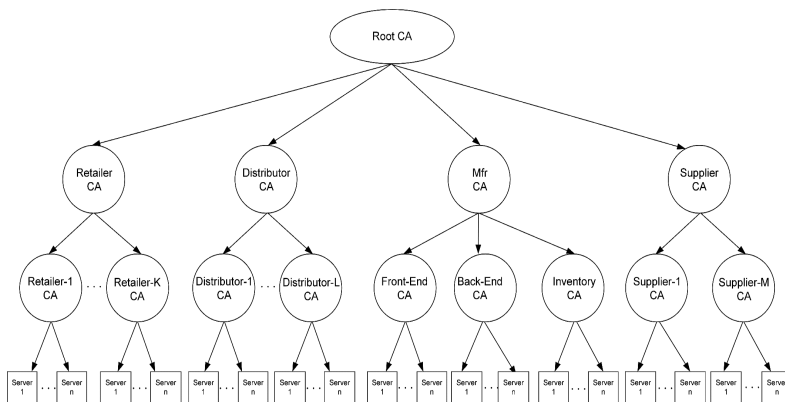 Root CA
Retailer
CA
Distributor
CA
Mfr
CA
Supplier
CA
Retailer-1
CA
. . .
Retailer-K
CA
Distributor-1
CA
. . .
Distributor-L
CA
Front-End
CA
Back-End
CA
Inventory
CA
Supplier-1
CA
Supplier-M
CA
Server
1
. . .
Server
n
Server
1
. . .
Server
n
Server
1
. . .
Server
n
Server
1
. . .
Server
n
Server
1
. . .
Server
n
Server
1
. . .
Server
n
Server
1
. . .
Server
n
Server
1
. . .
Server
n
Server
1
. . .
Server
n